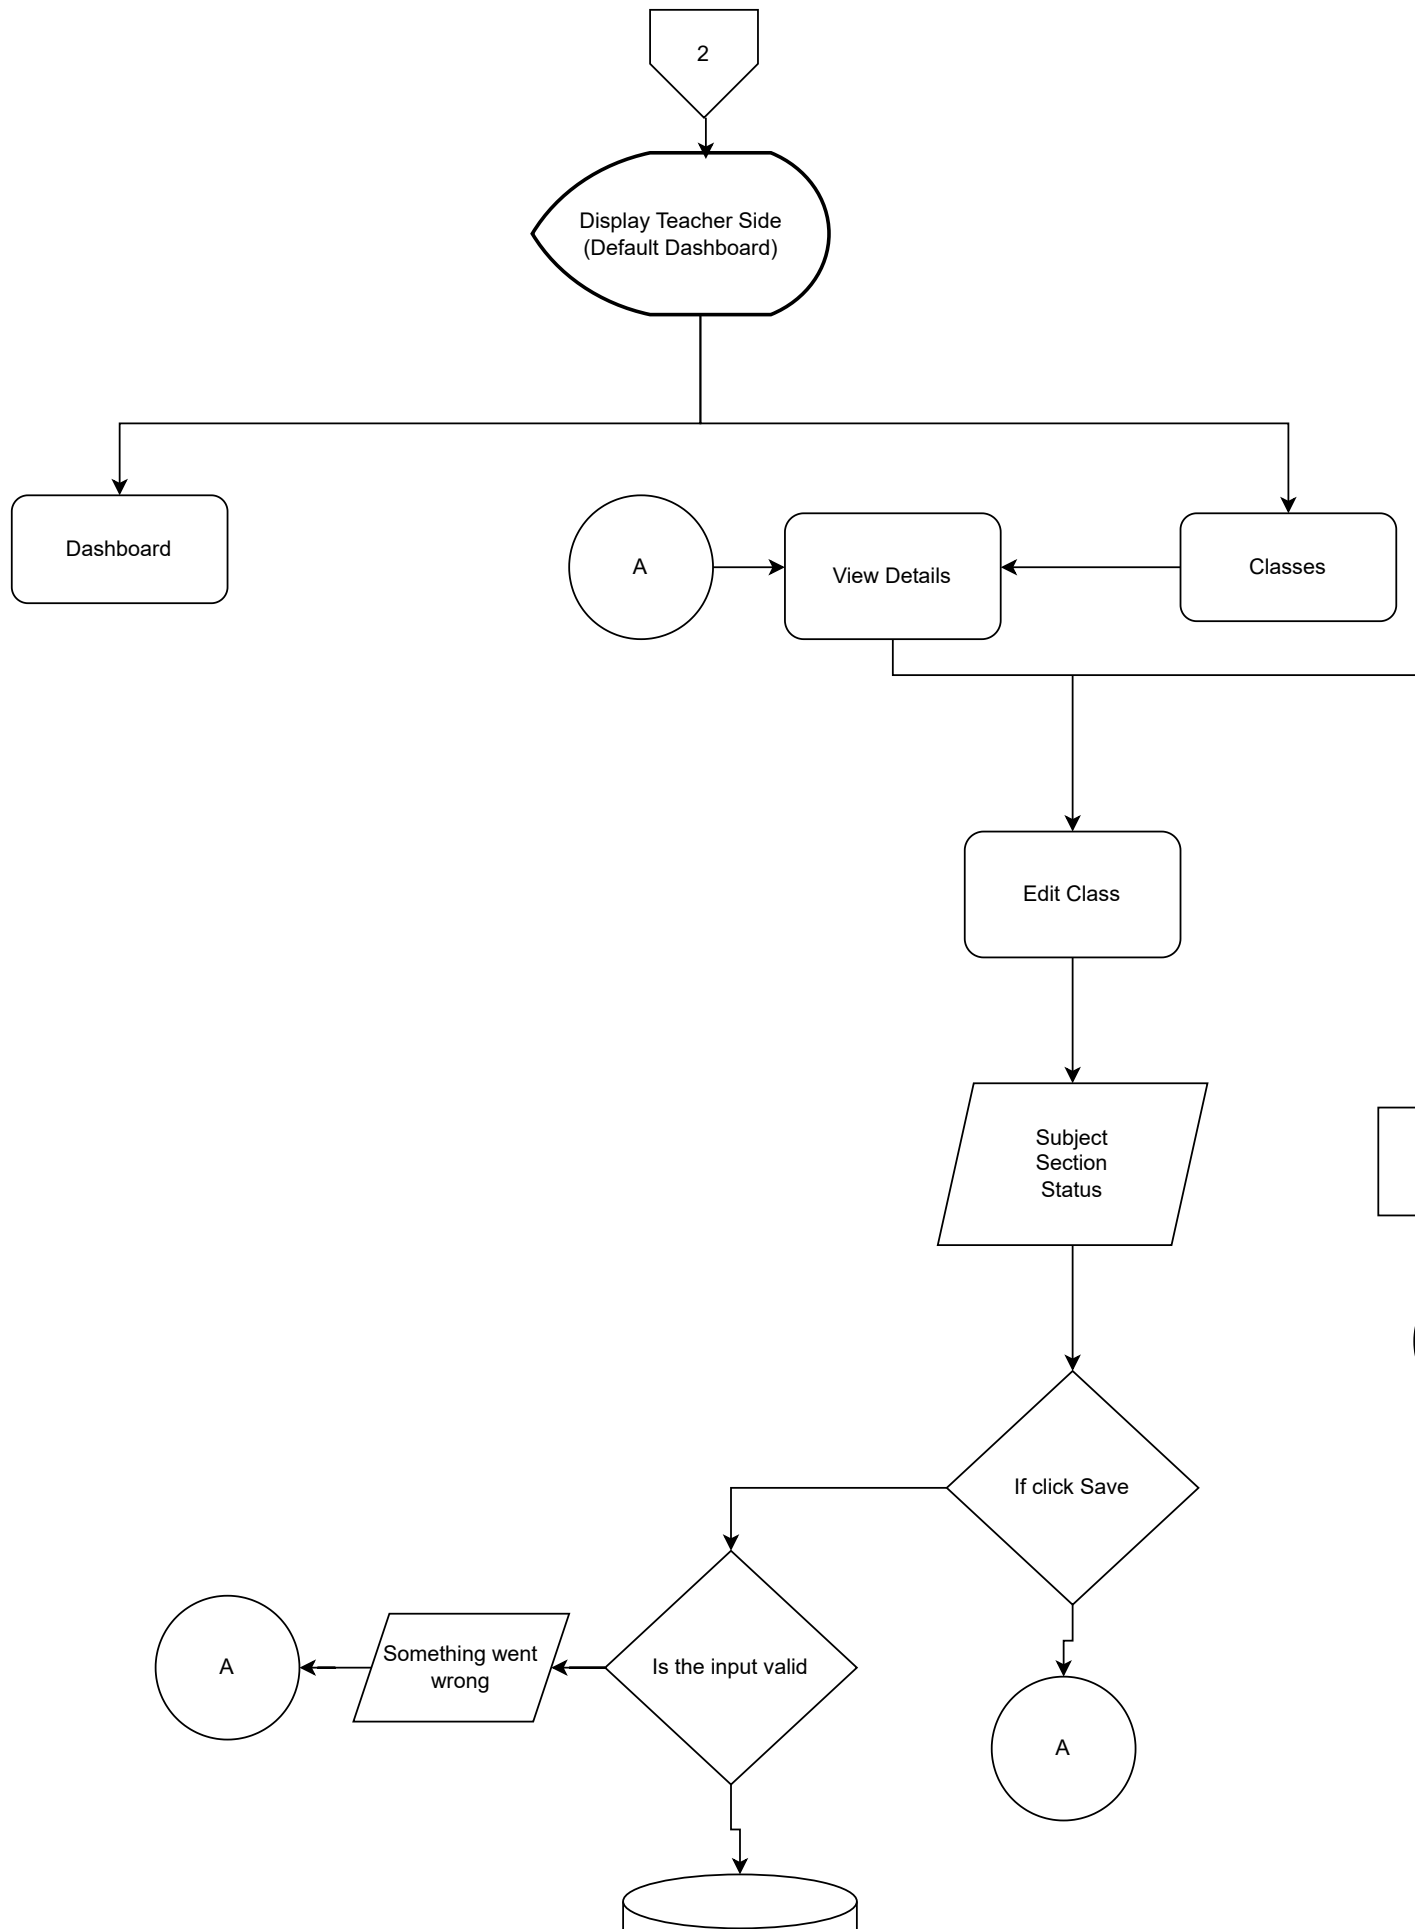 2
Display Teacher Side
(Default Dashboard)
Dashboard
A
View Details
Classes
Edit Class
Subject
Section
Status
If click Save
A
Something went
wrong
Is the input valid
A